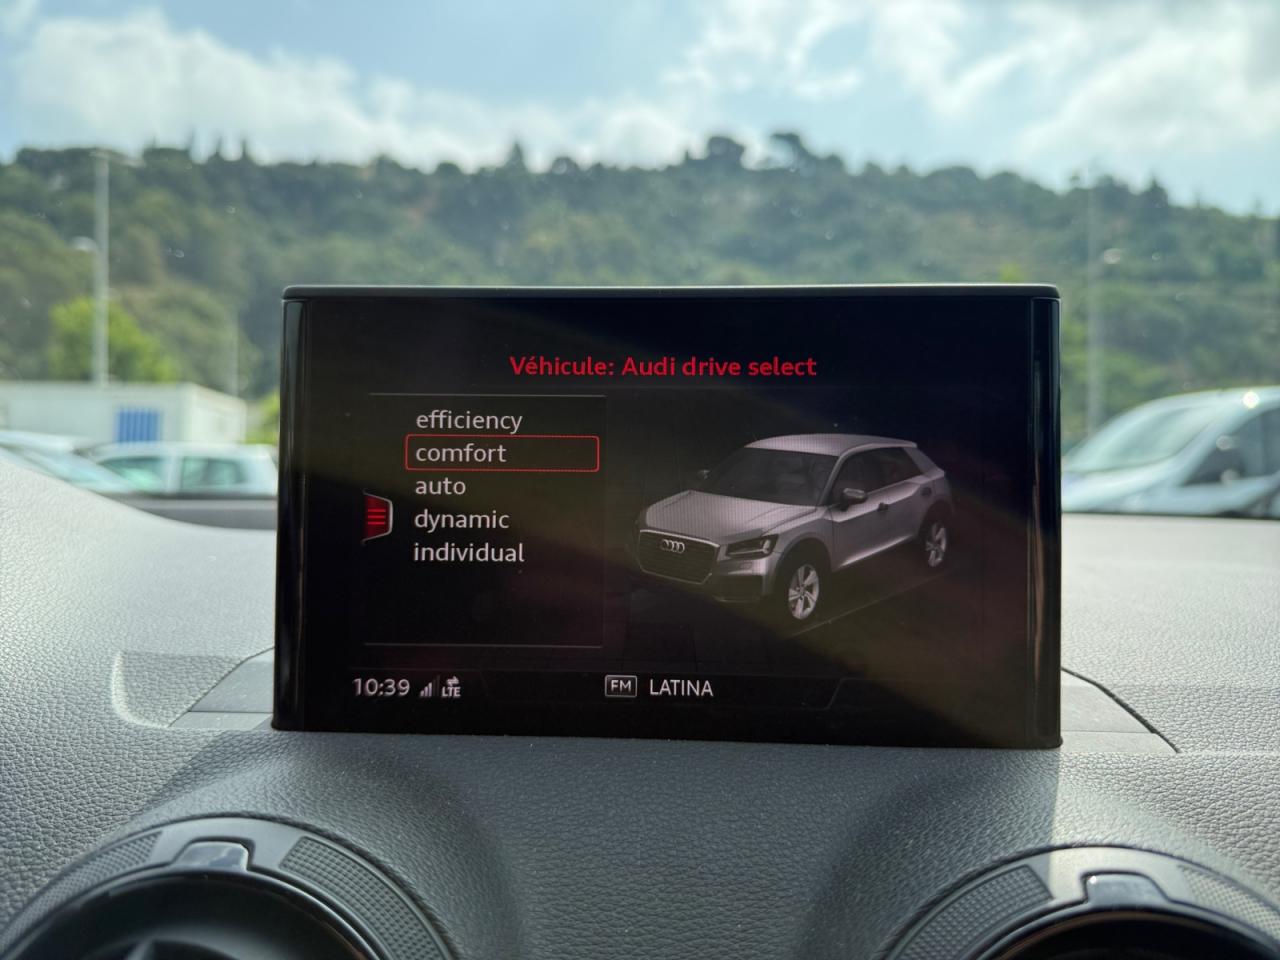 Véhicule: Audi drive select
efficiency
comfort
auto
dynamic
individual
10:39 LTE FM LATINA